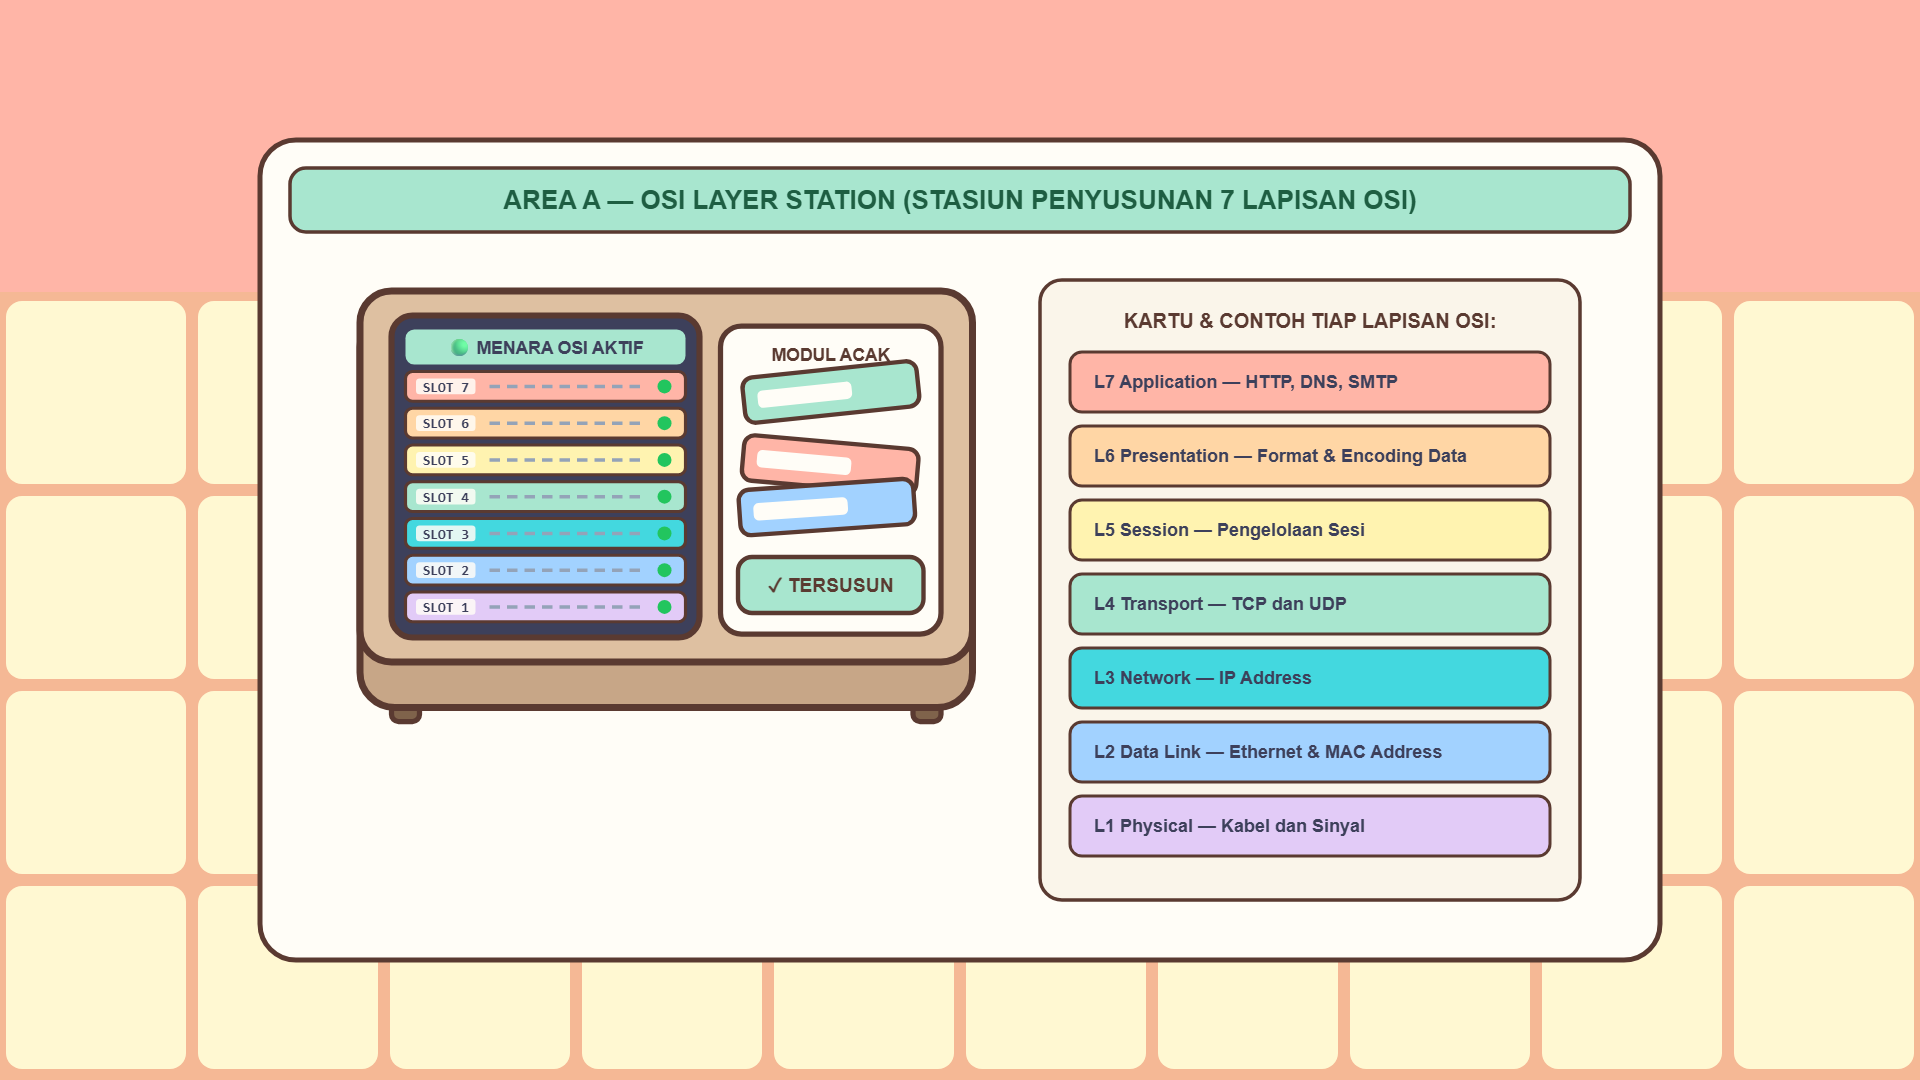 AREA A — OSI LAYER STATION (STASIUN PENYUSUNAN 7 LAPISAN OSI)
MENARA OSI AKTIF
SLOT 7
SLOT 6
SLOT 5
SLOT 4
SLOT 3
SLOT 2
SLOT 1
MODUL ACAK
✓ TERSUSUN
KARTU & CONTOH TIAP LAPISAN OSI:
L7 Application — HTTP, DNS, SMTP
L6 Presentation — Format & Encoding Data
L5 Session — Pengelolaan Sesi
L4 Transport — TCP dan UDP
L3 Network — IP Address
L2 Data Link — Ethernet & MAC Address
L1 Physical — Kabel dan Sinyal